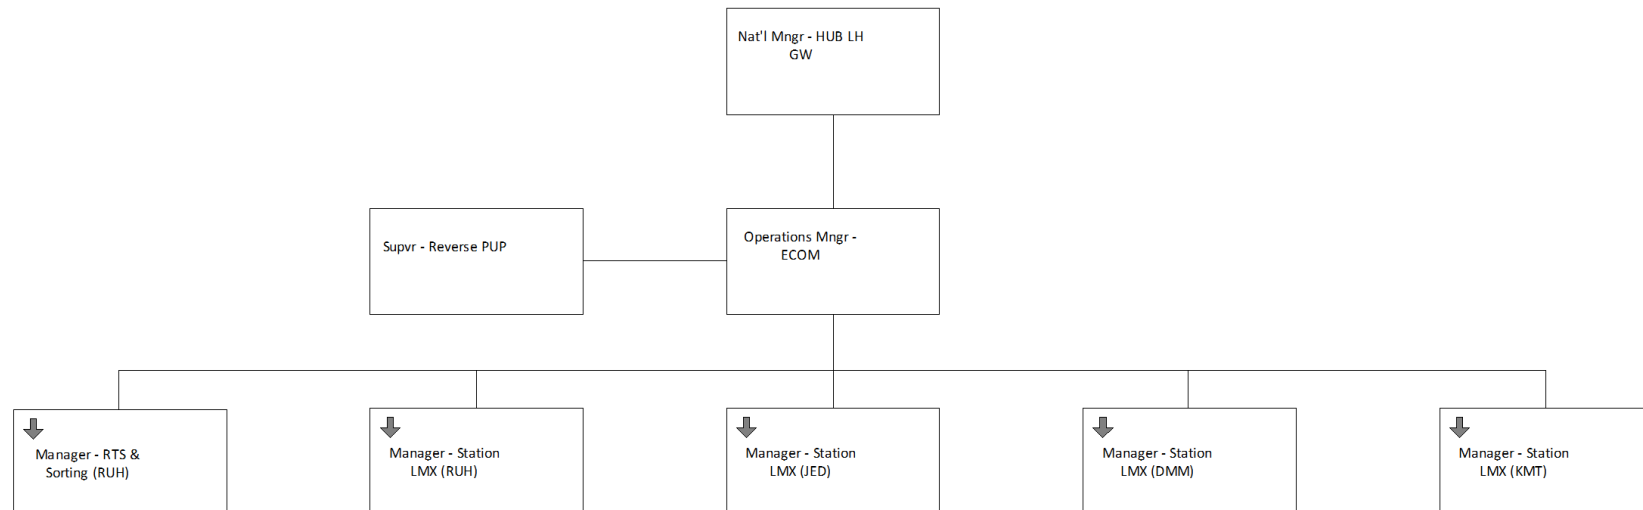 Nat'l Mngr - HUB LH
GW
Supvr - Reverse PUP
Operations Mngr -
ECOM
Manager - RTS &
Sorting (RUH)
Manager - Station
LMX (RUH)
Manager - Station
LMX (JED)
Manager - Station
LMX (DMM)
Manager - Station
LMX (KMT)